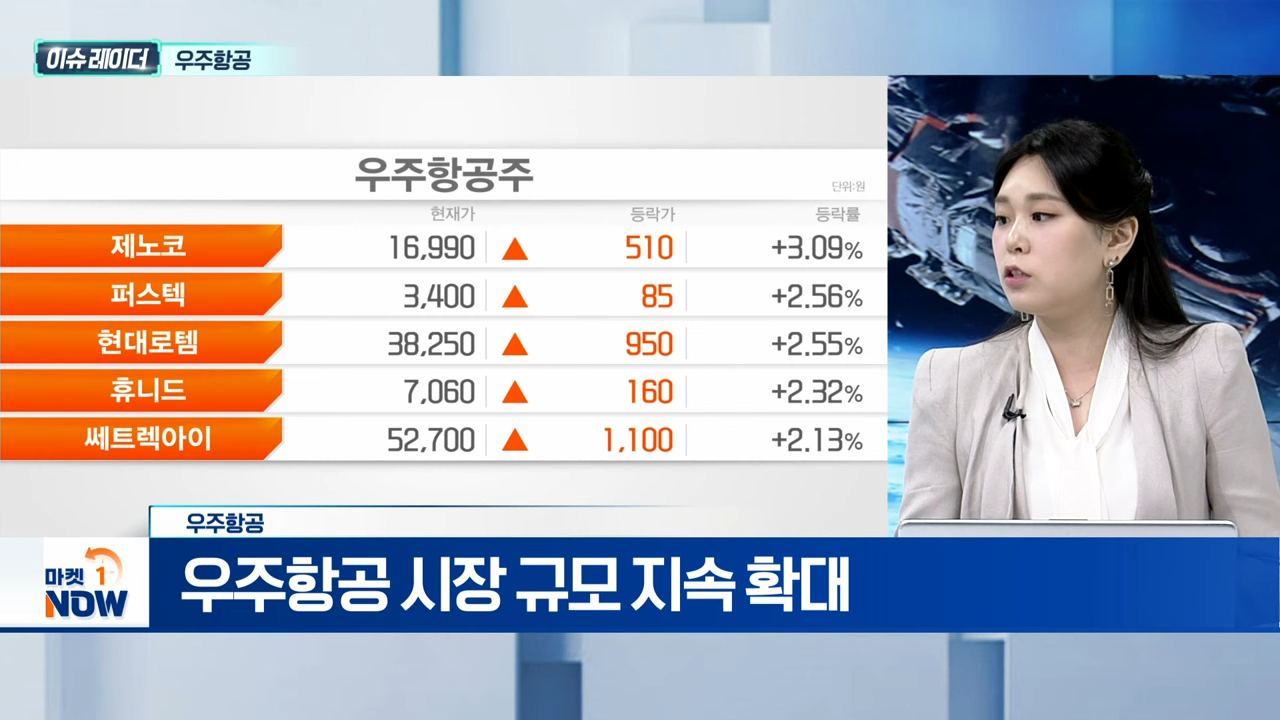 이슈 레이더 우주항공
우주항공주
단위:원
현재가 등락가 등락률
제노코 16,990 ▲ 510 +3.09%
퍼스텍 3,400 ▲ 85 +2.56%
현대로템 38,250 ▲ 950 +2.55%
휴니드 7,060 ▲ 160 +2.32%
쎄트렉아이 52,700 ▲ 1,100 +2.13%
우주항공
마켓 1
NOW
우주항공 시장 규모 지속 확대